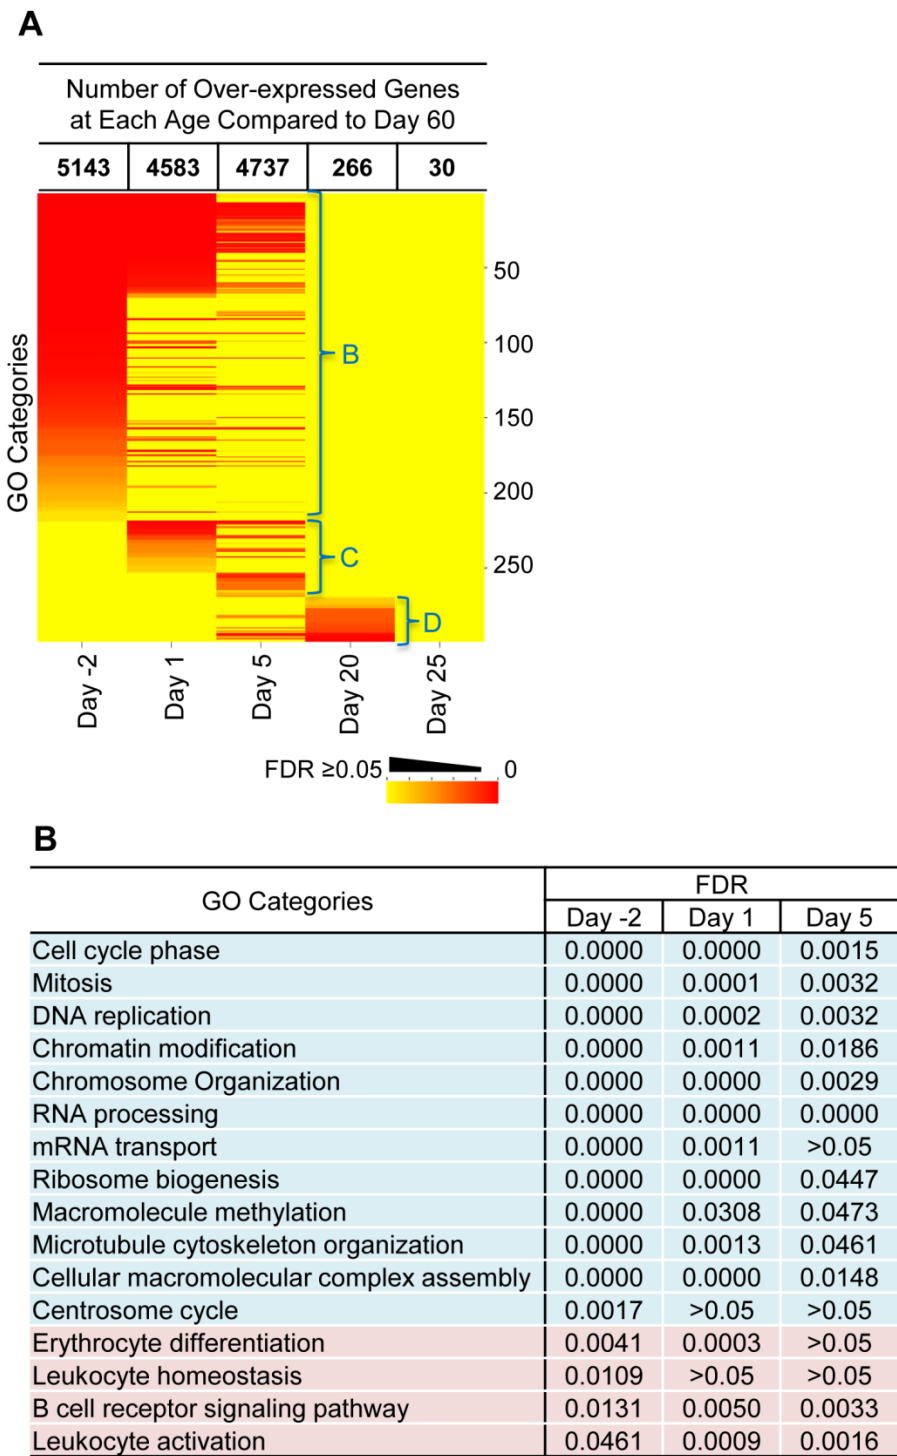 A
Number of Over-expressed Genes
at Each Age Compared to Day 60
5143 4583 4737 266 30
GO Categories
50
100
150
200
250
B
C
D
Day -2 Day 1 Day 5 Day 20 Day 25
FDR ≥0.05 0
B
GO Categories FDR
Day -2 Day 1 Day 5
Cell cycle phase 0.0000 0.0000 0.0015
Mitosis 0.0000 0.0001 0.0032
DNA replication 0.0000 0.0002 0.0032
Chromatin modification 0.0000 0.0011 0.0186
Chromosome Organization 0.0000 0.0000 0.0029
RNA processing 0.0000 0.0000 0.0000
mRNA transport 0.0000 0.0011 >0.05
Ribosome biogenesis 0.0000 0.0000 0.0447
Macromolecule methylation 0.0000 0.0308 0.0473
Microtubule cytoskeleton organization 0.0000 0.0013 0.0461
Cellular macromolecular complex assembly 0.0000 0.0000 0.0148
Centrosome cycle 0.0017 >0.05 >0.05
Erythrocyte differentiation 0.0041 0.0003 >0.05
Leukocyte homeostasis 0.0109 >0.05 >0.05
B cell receptor signaling pathway 0.0131 0.0050 0.0033
Leukocyte activation 0.0461 0.0009 0.0016